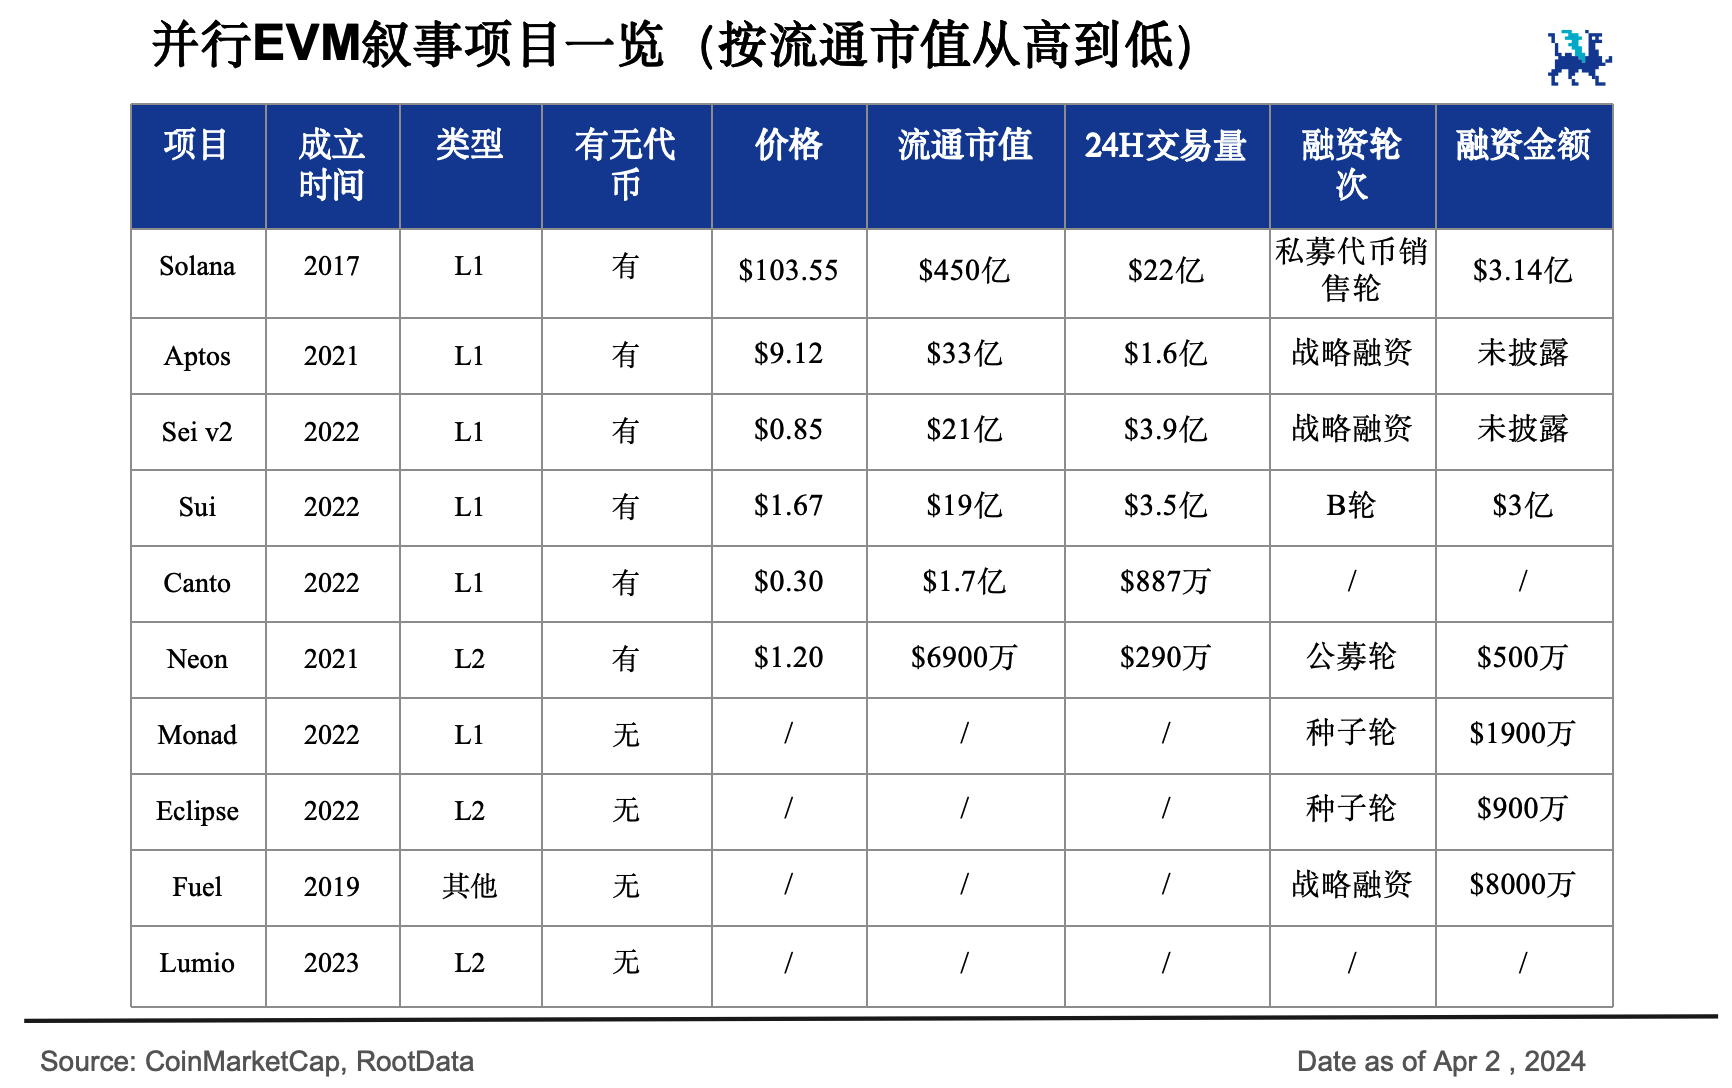 并行EVM叙事项目一览（按流通市值从高到低）
项目 成立时间 类型 有无代币 价格 流通市值 24H交易量 融资轮次 融资金额
Solana 2017 L1 有 $103.55 $450亿 $22亿 私募代币销售轮 $3.14亿
Aptos 2021 L1 有 $9.12 $33亿 $1.6亿 战略融资 未披露
Sei v2 2022 L1 有 $0.85 $21亿 $3.9亿 战略融资 未披露
Sui 2022 L1 有 $1.67 $19亿 $3.5亿 B轮 $3亿
Canto 2022 L1 有 $0.30 $1.7亿 $887万 / /
Neon 2021 L2 有 $1.20 $6900万 $290万 公募轮 $500万
Monad 2022 L1 无 / / / 种子轮 $1900万
Eclipse 2022 L2 无 / / / 种子轮 $900万
Fuel 2019 其他 无 / / / 战略融资 $8000万
Lumio 2023 L2 无 / / / / /
Source: CoinMarketCap, RootData
Date as of Apr 2 , 2024